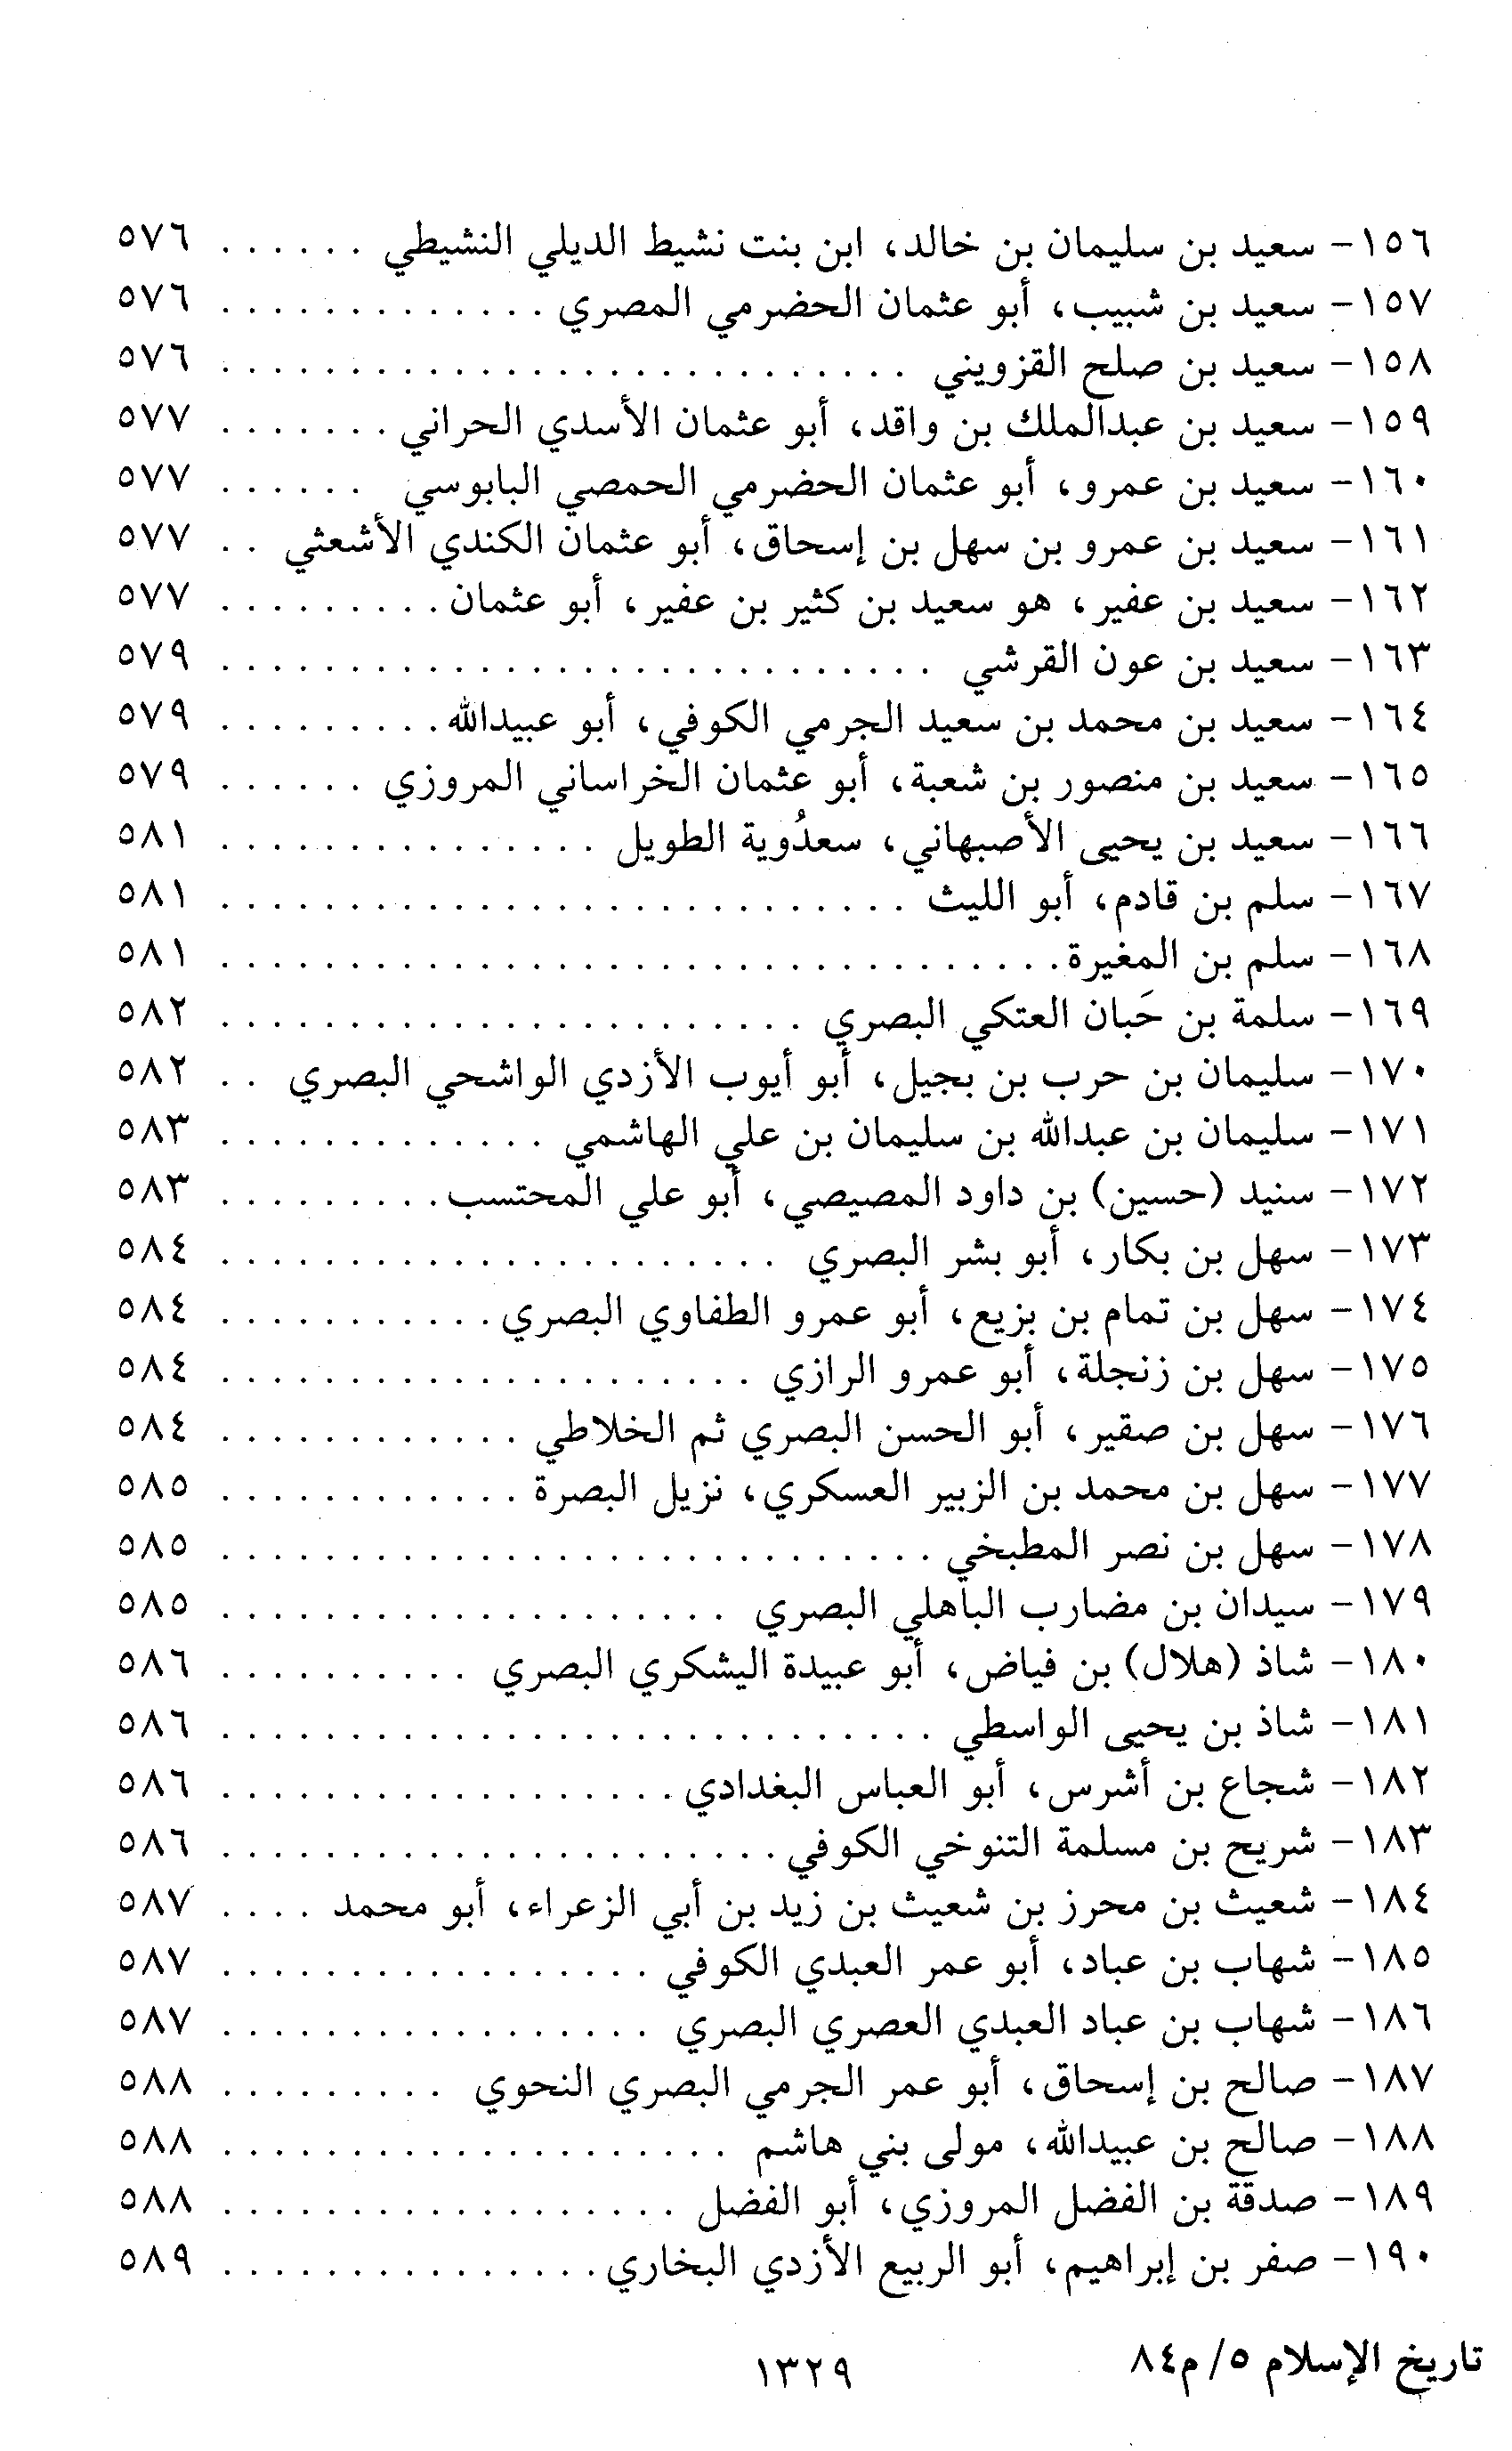 ١٥٦- سعيد بن سليمان بن خالد، ابن بنت نشيط الديلي النشيطي . . . . . . ٥٧٦
١٥٧- سعيد بن شبيب، أبو عثمان الحضرمي المصري . . . . . . . . . . . . . ٥٧٦
١٥٨- سعيد بن صلح القزويني . . . . . . . . . . . . . . . . . . . . . . . . . . . ٥٧٦
١٥٩- سعيد بن عبدالملك بن واقد، أبو عثمان الأسدي الحراني . . . . . . . ٥٧٧
١٦٠- سعيد بن عمرو، أبو عثمان الحضرمي الحمصي البابوسي . . . . . . ٥٧٧
١٦١- سعيد بن عمرو بن سهل بن إسحاق، أبو عثمان الكندي الأشعثي . . ٥٧٧
١٦٢- سعيد بن عفير، هو سعيد بن كثير بن عفير، أبو عثمان . . . . . . . . . ٥٧٧
١٦٣- سعيد بن عون القرشي . . . . . . . . . . . . . . . . . . . . . . . . . . . . ٥٧٩
١٦٤- سعيد بن محمد بن سعيد الجرمي الكوفي، أبو عبيدالله . . . . . . . . . ٥٧٩
١٦٥- سعيد بن منصور بن شعبة، أبو عثمان الخراساني المروزي . . . . . . ٥٧٩
١٦٦- سعيد بن يحيى الأصبهاني، سعدُوية الطويل . . . . . . . . . . . . . . . ٥٨١
١٦٧- سلم بن قادم، أبو الليث . . . . . . . . . . . . . . . . . . . . . . . . . . . ٥٨١
١٦٨- سلم بن المغيرة . . . . . . . . . . . . . . . . . . . . . . . . . . . . . . . . . ٥٨١
١٦٩- سلمة بن حَبان العتكي البصري . . . . . . . . . . . . . . . . . . . . . . . ٥٨٢
١٧٠- سليمان بن حرب بن بجيل، أبو أيوب الأزدي الواشحي البصري . . ٥٨٢
١٧١- سليمان بن عبدالله بن سليمان بن علي الهاشمي . . . . . . . . . . . . . ٥٨٣
١٧٢- سنيد (حسين) بن داود المصيصي، أبو علي المحتسب . . . . . . . . . ٥٨٣
١٧٣- سهل بن بكار، أبو بشر البصري . . . . . . . . . . . . . . . . . . . . . . ٥٨٤
١٧٤- سهل بن تمام بن بزيع، أبو عمرو الطفاوي البصري . . . . . . . . . . . ٥٨٤
١٧٥- سهل بن زنجلة، أبو عمرو الرازي . . . . . . . . . . . . . . . . . . . . . ٥٨٤
١٧٦- سهل بن صقير، أبو الحسن البصري ثم الخلاطي . . . . . . . . . . . . ٥٨٤
١٧٧- سهل بن محمد بن الزبير العسكري، نزيل البصرة . . . . . . . . . . . . ٥٨٥
١٧٨- سهل بن نصر المطبخي . . . . . . . . . . . . . . . . . . . . . . . . . . . . ٥٨٥
١٧٩- سيدان بن مضارب الباهلي البصري . . . . . . . . . . . . . . . . . . . . ٥٨٥
١٨٠- شاذ (هلال) بن فياض، أبو عبيدة اليشكري البصري . . . . . . . . . . ٥٨٦
١٨١- شاذ بن يحيى الواسطي . . . . . . . . . . . . . . . . . . . . . . . . . . . . ٥٨٦
١٨٢- شجاع بن أشرس، أبو العباس البغدادي . . . . . . . . . . . . . . . . . . ٥٨٦
١٨٣- شريح بن مسلمة التنوخي الكوفي . . . . . . . . . . . . . . . . . . . . . . ٥٨٦
١٨٤- شعيث بن محرز بن شعيث بن زيد بن أبي الزعراء، أبو محمد . . . . ٥٨٧
١٨٥- شهاب بن عباد، أبو عمر العبدي الكوفي . . . . . . . . . . . . . . . . . ٥٨٧
١٨٦- شهاب بن عباد العبدي العصري البصري . . . . . . . . . . . . . . . . . ٥٨٧
١٨٧- صالح بن إسحاق، أبو عمر الجرمي البصري النحوي . . . . . . . . . ٥٨٨
١٨٨- صالح بن عبيدالله، مولى بني هاشم . . . . . . . . . . . . . . . . . . . . ٥٨٨
١٨٩- صدقة بن الفضل المروزي، أبو الفضل . . . . . . . . . . . . . . . . . . ٥٨٨
١٩٠- صفر بن إبراهيم، أبو الربيع الأزدي البخاري . . . . . . . . . . . . . . . ٥٨٩
تاريخ الإسلام ٥/ م٨٤
١٣٢٩